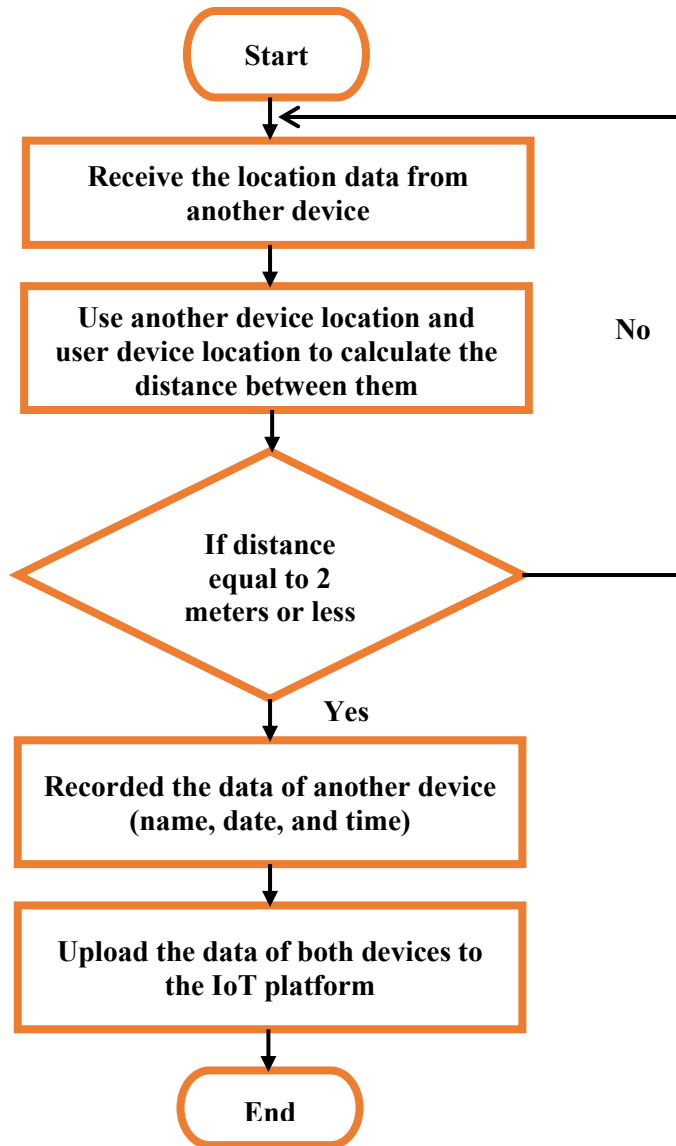 Start
Receive the location data from
another device
Use another device location and
user device location to calculate the
distance between them
No
If distance
equal to 2
meters or less
Yes
Recorded the data of another device
(name, date, and time)
Upload the data of both devices to
the IoT platform
End